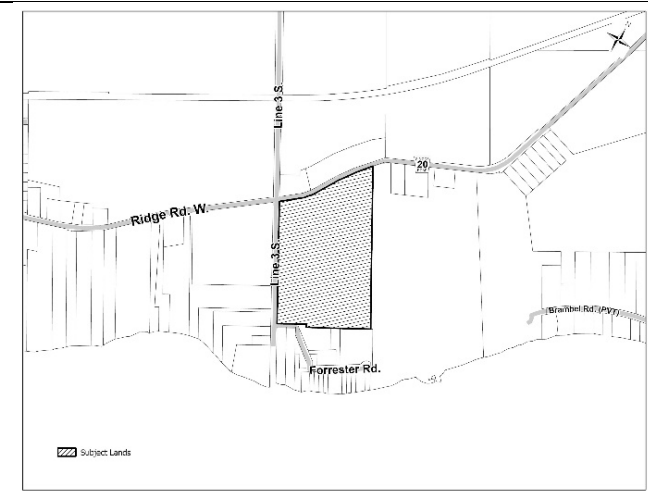 Line 3 S.
20
Ridge Rd. W.
Line 3 S.
Brambel Rd. (PVT)
Forrester Rd.
Subject Lands